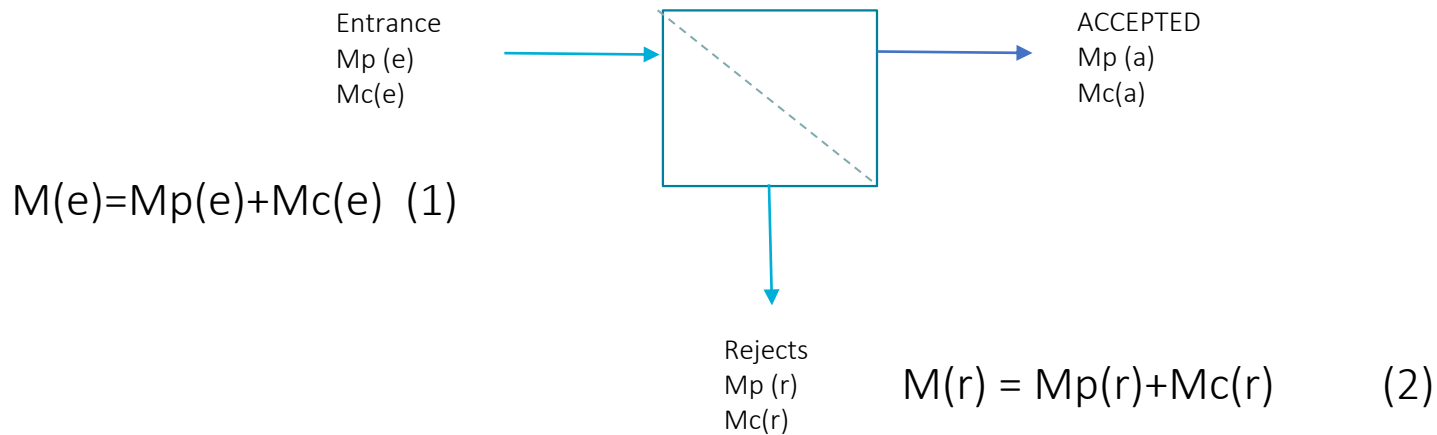 Entrance
Mp (e)
Mc(e)
ACCEPTED
Mp (a)
Mc(a)
M(e)=Mp(e)+Mc(e) (1)
Rejects
Mp (r)
Mc(r)
M(r) = Mp(r)+Mc(r) (2)